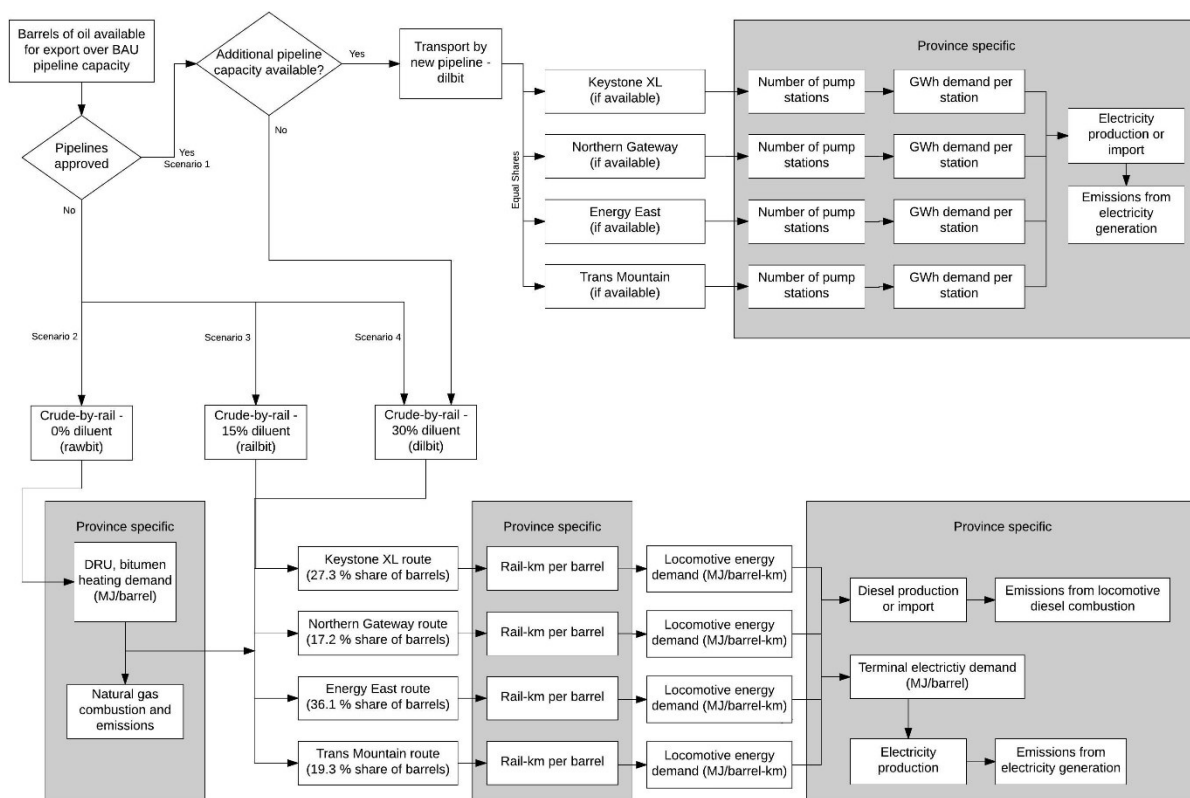 Barrels of oil available
for export over BAU
pipeline capacity
Additional pipeline
capacity available?
Yes
Transport by
new pipeline -
dilbit
Pipelines
approved
Yes
Scenario 1
No
No
Equal Shares
Keystone XL
(if available)
Northern Gateway
(if available)
Energy East
(if available)
Trans Mountain
(if available)
Province specific
Number of pump
stations
GWh demand per
station
Number of pump
stations
GWh demand per
station
Number of pump
stations
GWh demand per
station
Number of pump
stations
GWh demand per
station
Electricity
production or
import
Emissions from
electricity
generation
Scenario 2
Scenario 3
Scenario 4
Crude-by-rail -
0% diluent
(rawbit)
Crude-by-rail -
15% diluent
(railbit)
Crude-by-rail -
30% diluent
(dilbit)
Province specific
DRU, bitumen
heating demand
(MJ/barrel)
Natural gas
combustion and
emissions
Keystone XL route
(27.3 % share of barrels)
Northern Gateway route
(17.2 % share of barrels)
Energy East route
(36.1 % share of barrels)
Trans Mountain route
(19.3 % share of barrels)
Province specific
Rail-km per barrel
Rail-km per barrel
Rail-km per barrel
Rail-km per barrel
Locomotive energy
demand (MJ/barrel-km)
Locomotive energy
demand (MJ/barrel-km)
Locomotive energy
demand (MJ/barrel-km)
Locomotive energy
demand (MJ/barrel-km)
Province specific
Diesel production
or import
Emissions from locomotive
diesel combustion
Terminal electrictiy demand
(MJ/barrel)
Electricity
production
Emissions from
electricity generation